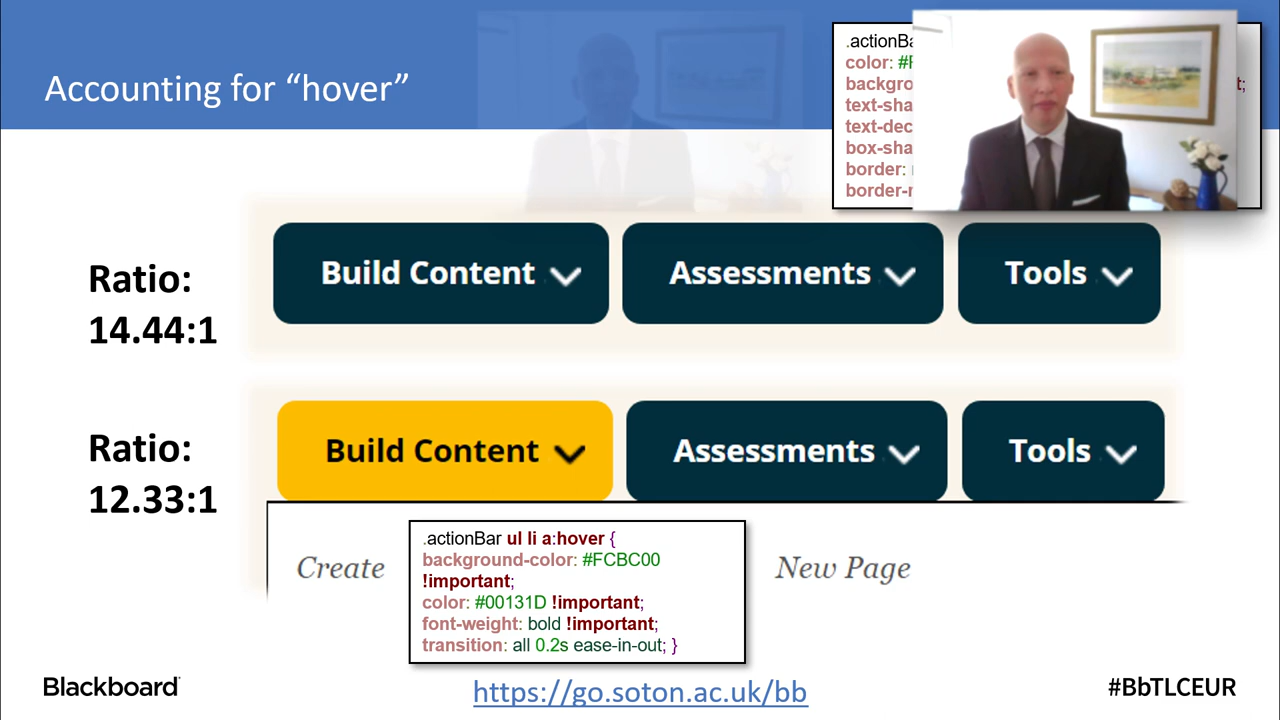 Accounting for “hover”
.actionBa
color: #F
backgro
text-sha
text-dec
box-sha
border:
border-r
Ratio:
14.44:1
Build Content
Assessments
Tools
Ratio:
12.33:1
Build Content
Assessments
Tools
Create
New Page
.actionBar ul li a:hover {
background-color: #FCBC00
!important;
color: #00131D !important;
font-weight: bold !important;
transition: all 0.2s ease-in-out; }
Blackboard
https://go.soton.ac.uk/bb
#BbTLCEUR